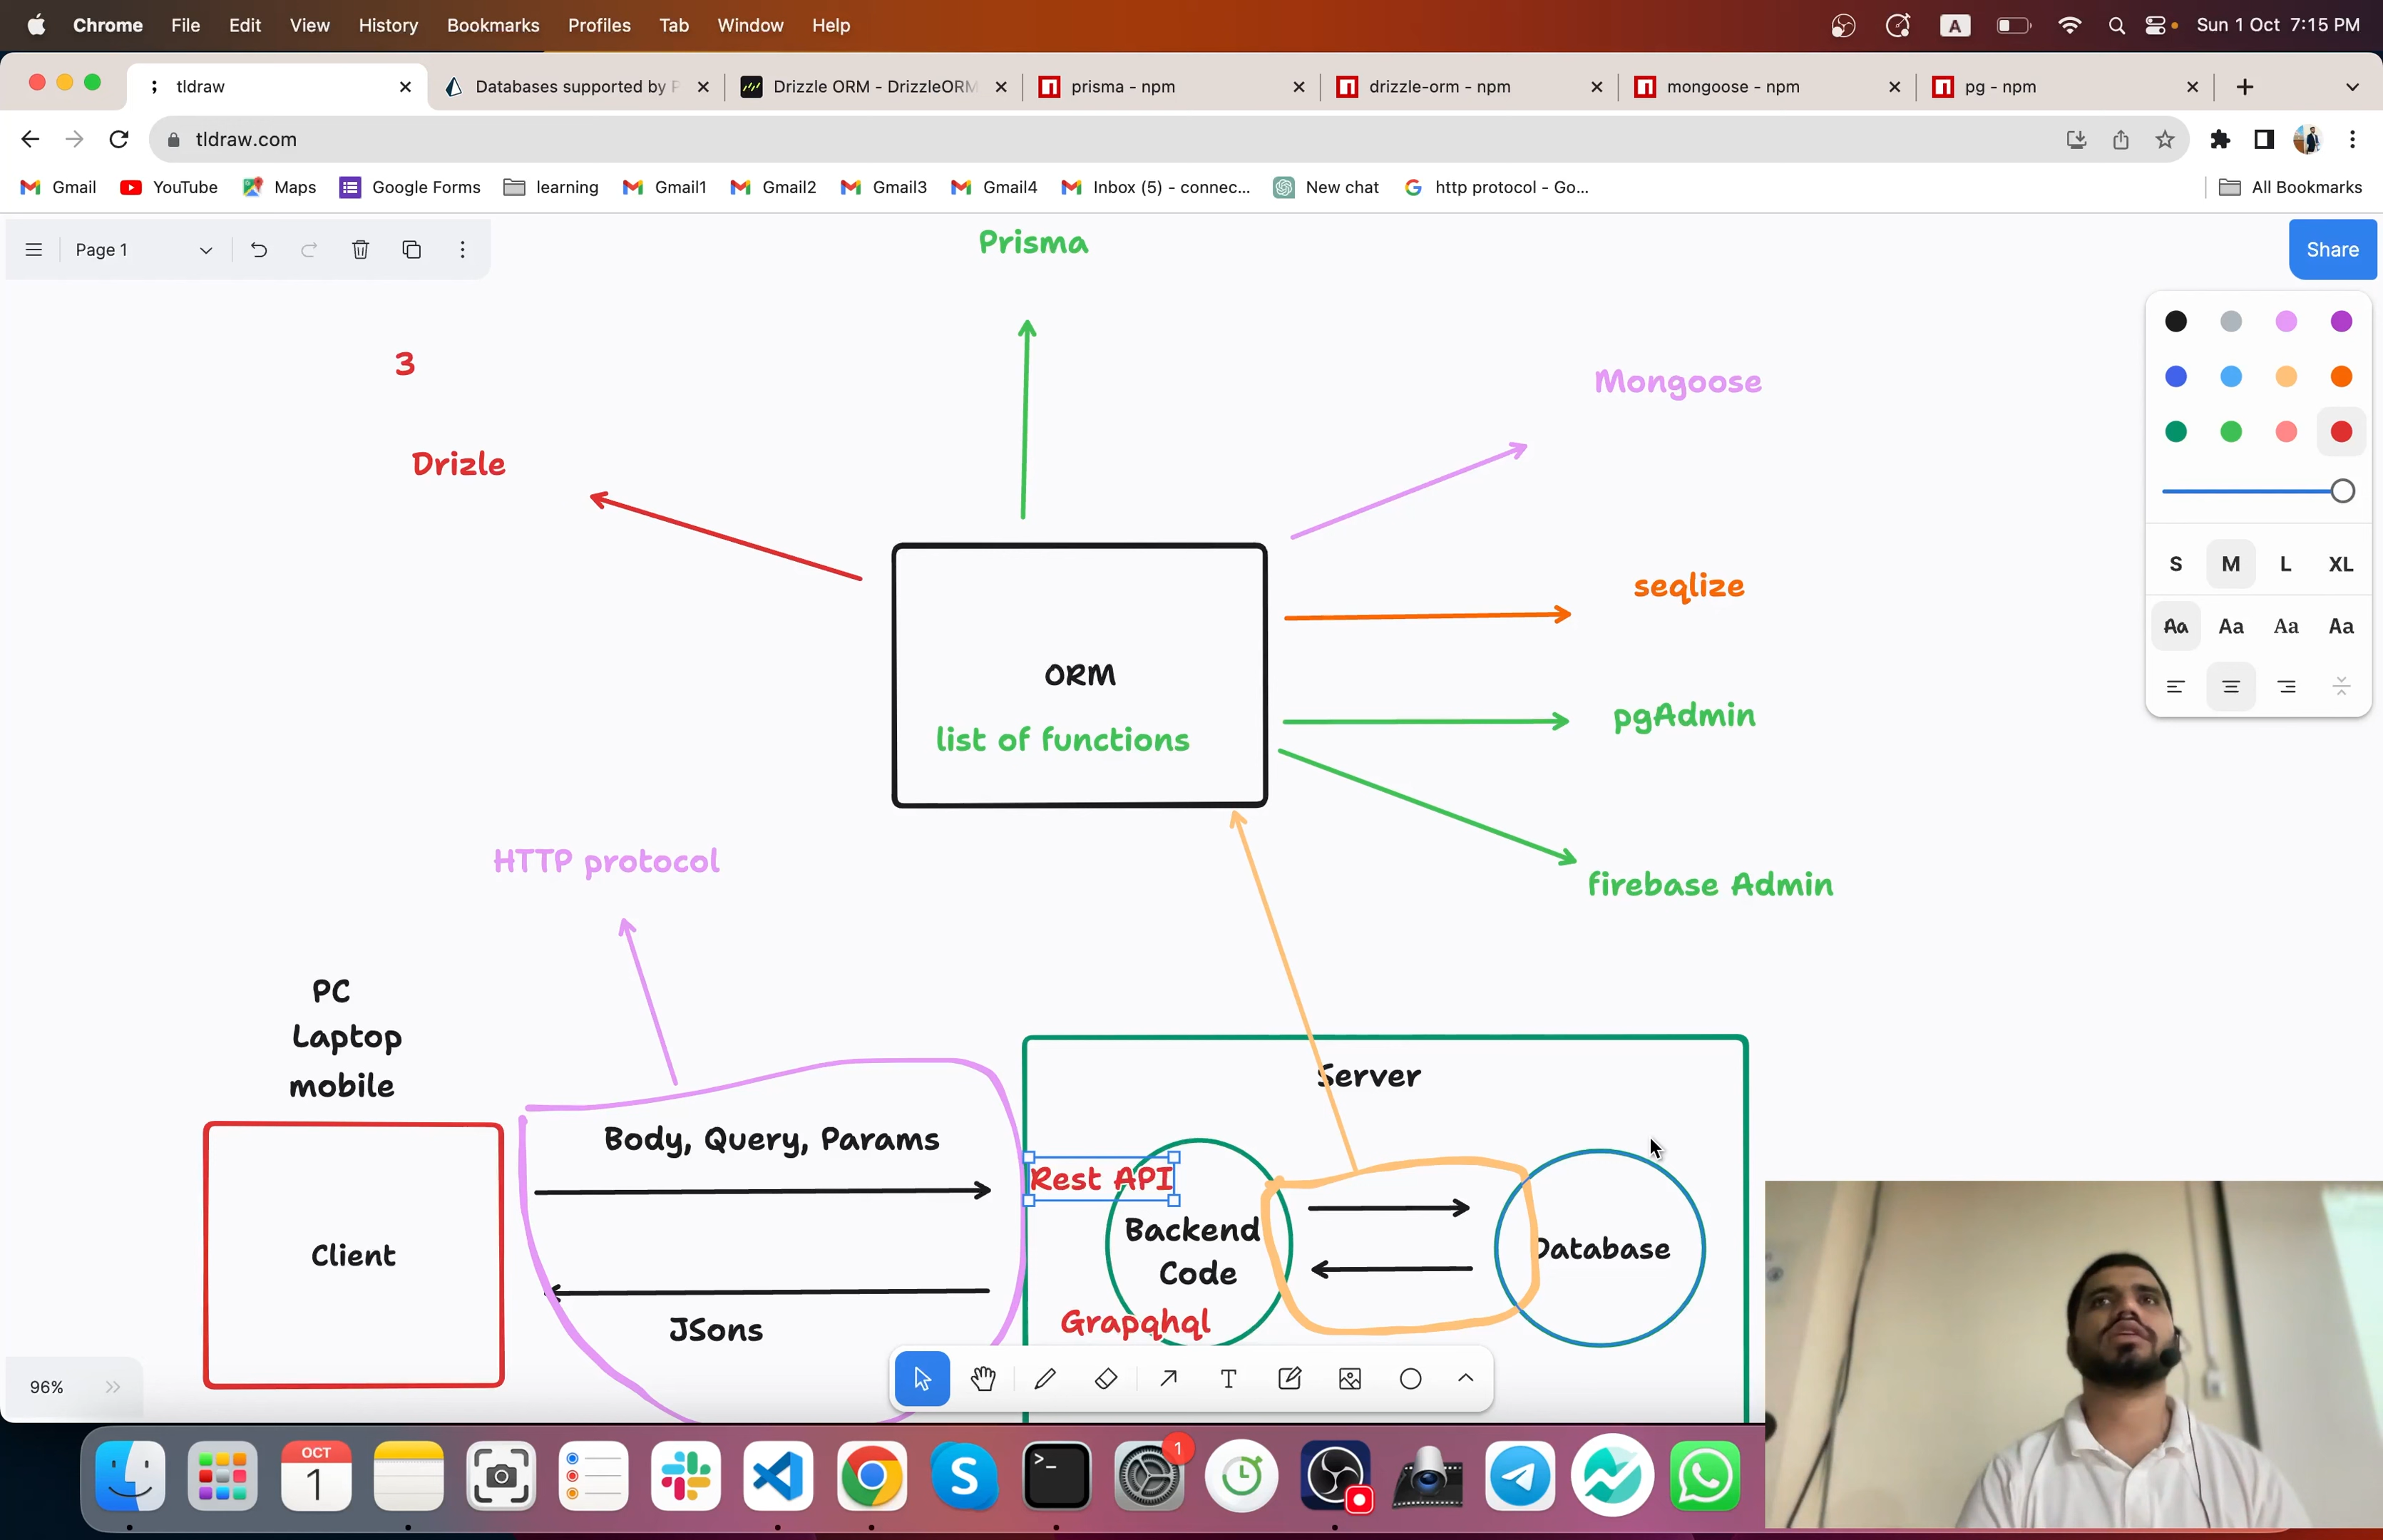 Chrome File Edit View History Bookmarks Profiles Tab Window Help A Sun 1 Oct 7:15 PM
tldraw Databases supported by P Drizzle ORM - DrizzleORM prisma - npm drizzle-orm - npm mongoose - npm pg - npm
tldraw.com
Gmail YouTube Maps Google Forms learning Gmail1 Gmail2 Gmail3 Gmail4 Inbox (5) - connec... New chat http protocol - Go... All Bookmarks
Page 1 Share
Prisma
3
Mongoose
Drizle
S M L XL
seqlize
Aa Aa Aa Aa
ORM
pgAdmin
list of functions
HTTP protocol
firebase Admin
PC
Laptop
mobile
Server
Body, Query, Params
Rest API
Backend
Code
Database
Client
Grapqhql
JSons
96%
T
OCT
1
S
>_
1